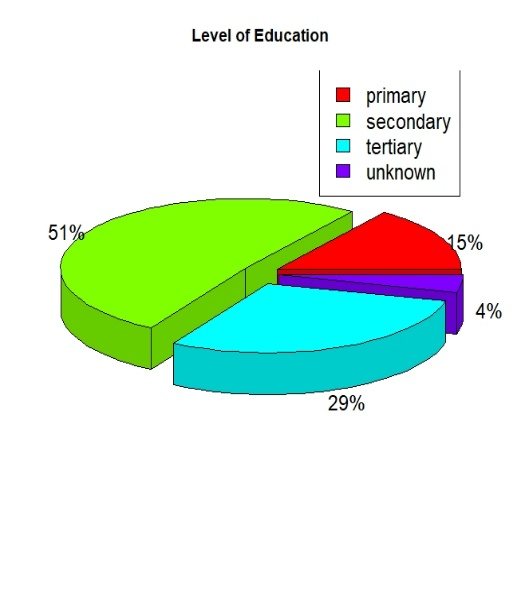 Level of Education
primary
secondary
tertiary
unknown
51%
15%
4%
29%